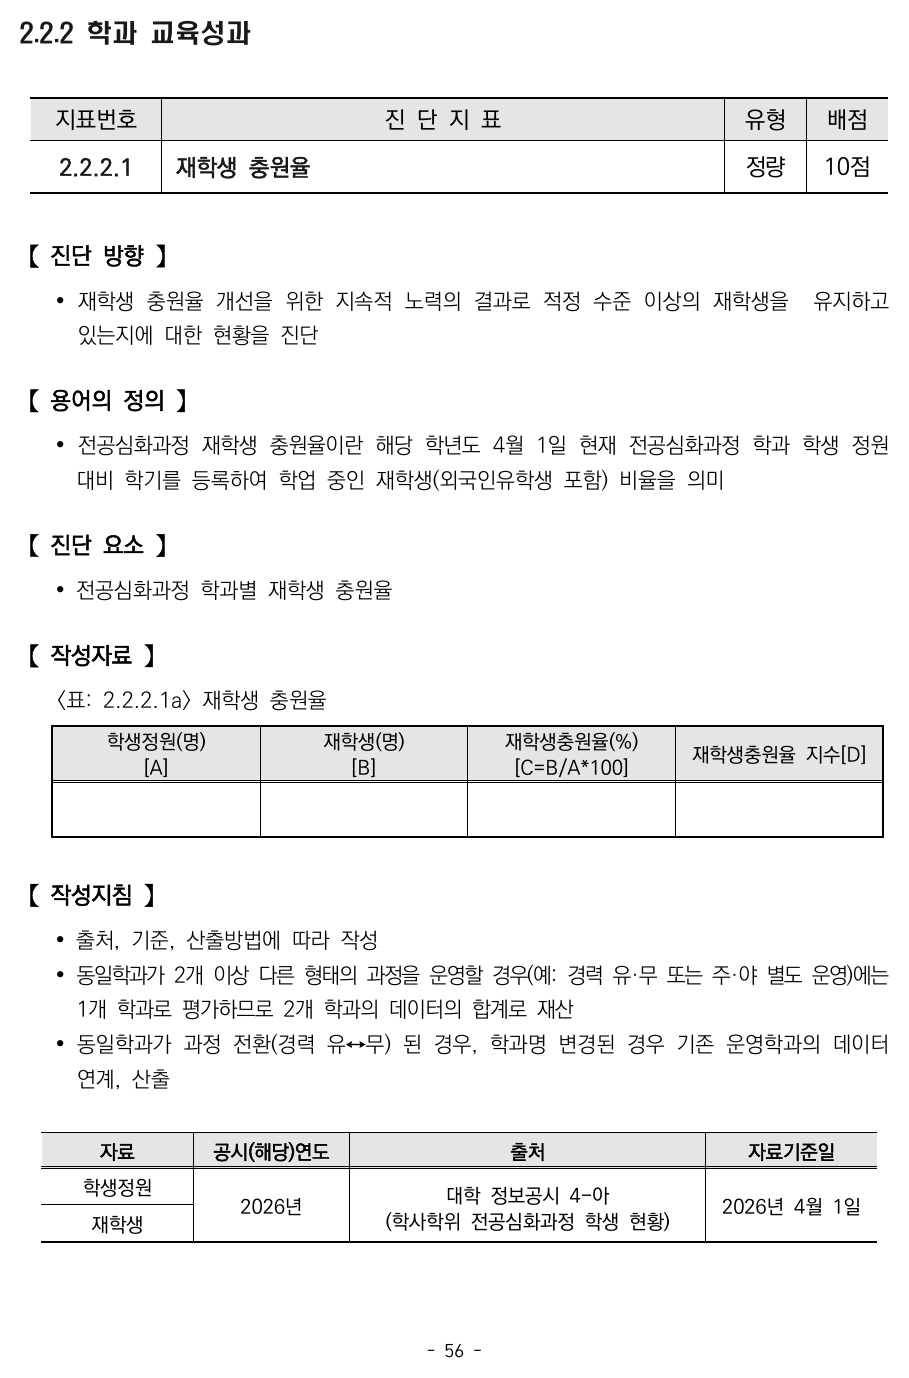 2.2.2 학과 교육성과
지표번호 진 단 지 표 유형 배점
2.2.2.1 재학생 충원율 정량 10점
【 진단 방향 】
• 재학생 충원율 개선을 위한 지속적 노력의 결과로 적정 수준 이상의 재학생을 유지하고
있는지에 대한 현황을 진단
【 용어의 정의 】
• 전공심화과정 재학생 충원율이란 해당 학년도 4월 1일 현재 전공심화과정 학과 학생 정원
대비 학기를 등록하여 학업 중인 재학생(외국인유학생 포함) 비율을 의미
【 진단 요소 】
• 전공심화과정 학과별 재학생 충원율
【 작성자료 】
〈표: 2.2.2.1a〉 재학생 충원율
학생정원(명) 재학생(명) 재학생충원율(%) 재학생충원율 지수[D]
[A] [B] [C=B/A*100]
【 작성지침 】
• 출처, 기준, 산출방법에 따라 작성
• 동일학과가 2개 이상 다른 형태의 과정을 운영할 경우(예: 경력 유·무 또는 주·야 별도 운영)에는
1개 학과로 평가하므로 2개 학과의 데이터의 합계로 재산
• 동일학과가 과정 전환(경력 유↔무) 된 경우, 학과명 변경된 경우 기존 운영학과의 데이터
연계, 산출
자료 공시(해당)연도 출처 자료기준일
학생정원 2026년 대학 정보공시 4-아 2026년 4월 1일
재학생 (학사학위 전공심화과정 학생 현황)
- 56 -